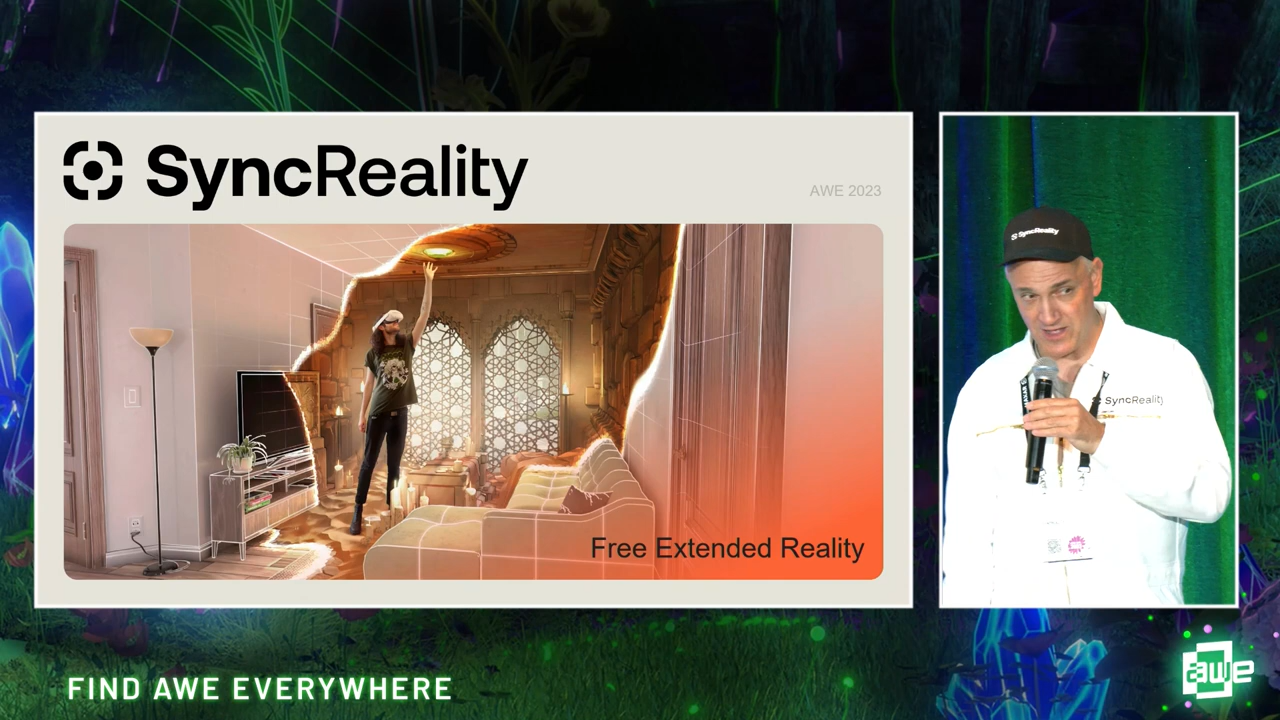 SyncReality
AWE 2023
Free Extended Reality
SyncReality
SyncReality
FIND AWE EVERYWHERE
awe